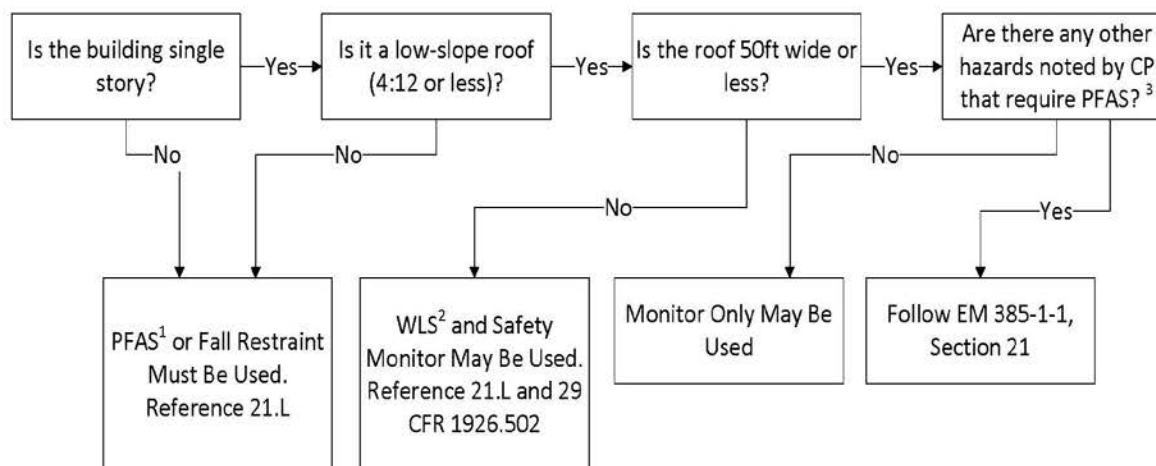 Is the building single
story?
Yes
Is it a low-slope roof
(4:12 or less)?
Yes
Is the roof 50ft wide or
less?
Yes
Are there any other
hazards noted by CP
that require PFAS? 3
No
No
No
No
Yes
PFAS1 or Fall Restraint
Must Be Used.
Reference 21.L
WLS2 and Safety
Monitor May Be Used.
Reference 21.L and 29
CFR 1926.502
Monitor Only May Be
Used
Follow EM 385-1-1,
Section 21